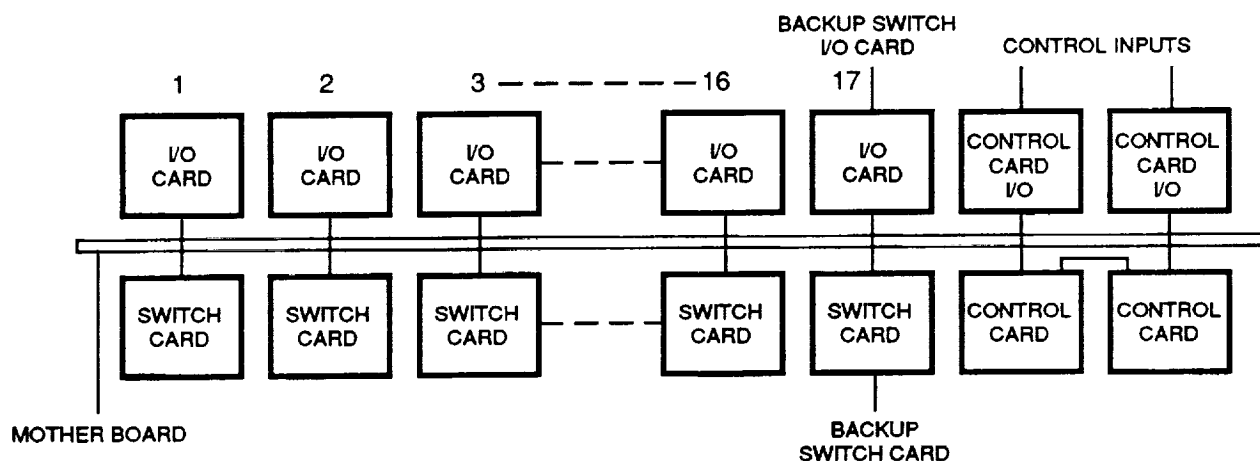 BACKUP SWITCH
I/O CARD
CONTROL INPUTS
1
2
3
16
17
I/O
CARD
I/O
CARD
I/O
CARD
I/O
CARD
I/O
CARD
CONTROL
CARD
I/O
CONTROL
CARD
I/O
SWITCH
CARD
SWITCH
CARD
SWITCH
CARD
SWITCH
CARD
SWITCH
CARD
CONTROL
CARD
CONTROL
CARD
MOTHER BOARD
BACKUP
SWITCH CARD